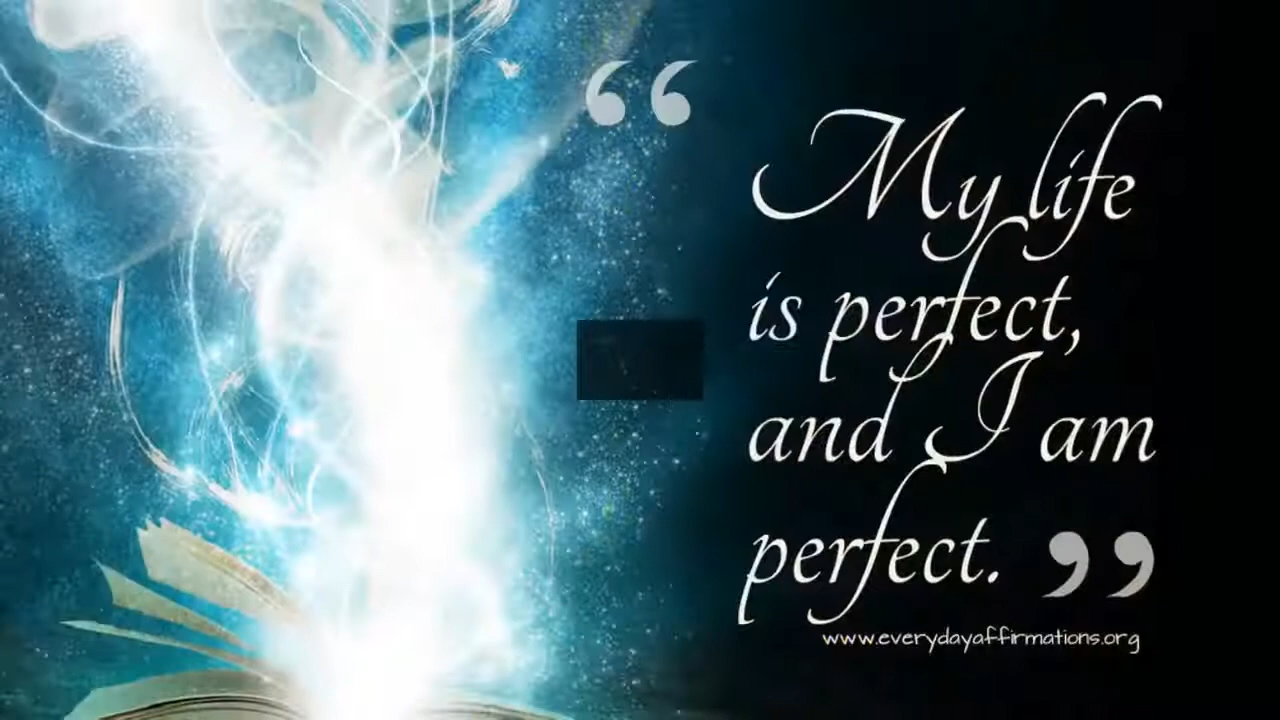 “
My life
is perfect,
and I am
perfect. ”
www.everydayaffirmations.org